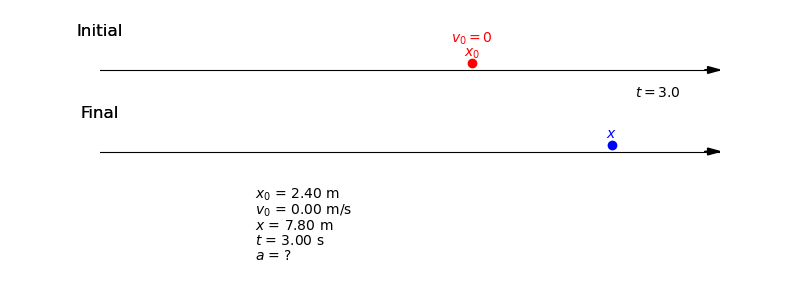 Initial
v₀ = 0
x₀
t = 3.0
Final
x
x₀ = 2.40 m
v₀ = 0.00 m/s
x = 7.80 m
t = 3.00 s
a = ?